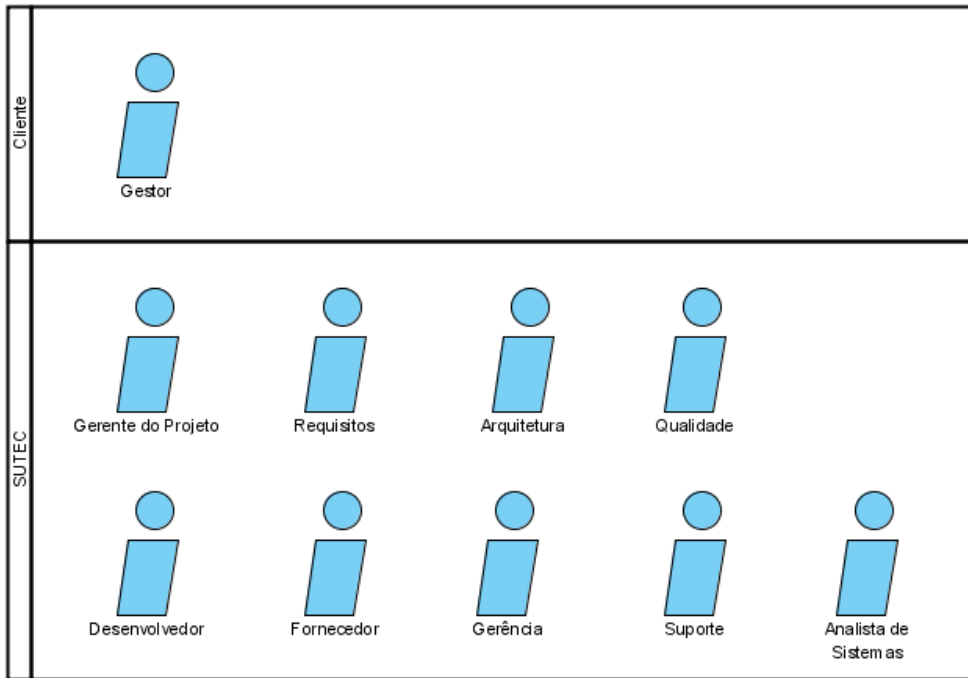 Cliente
Gestor
SUTEC
Gerente do Projeto
Requisitos
Arquitetura
Qualidade
Desenvolvedor
Fornecedor
Gerência
Suporte
Analista de
Sistemas